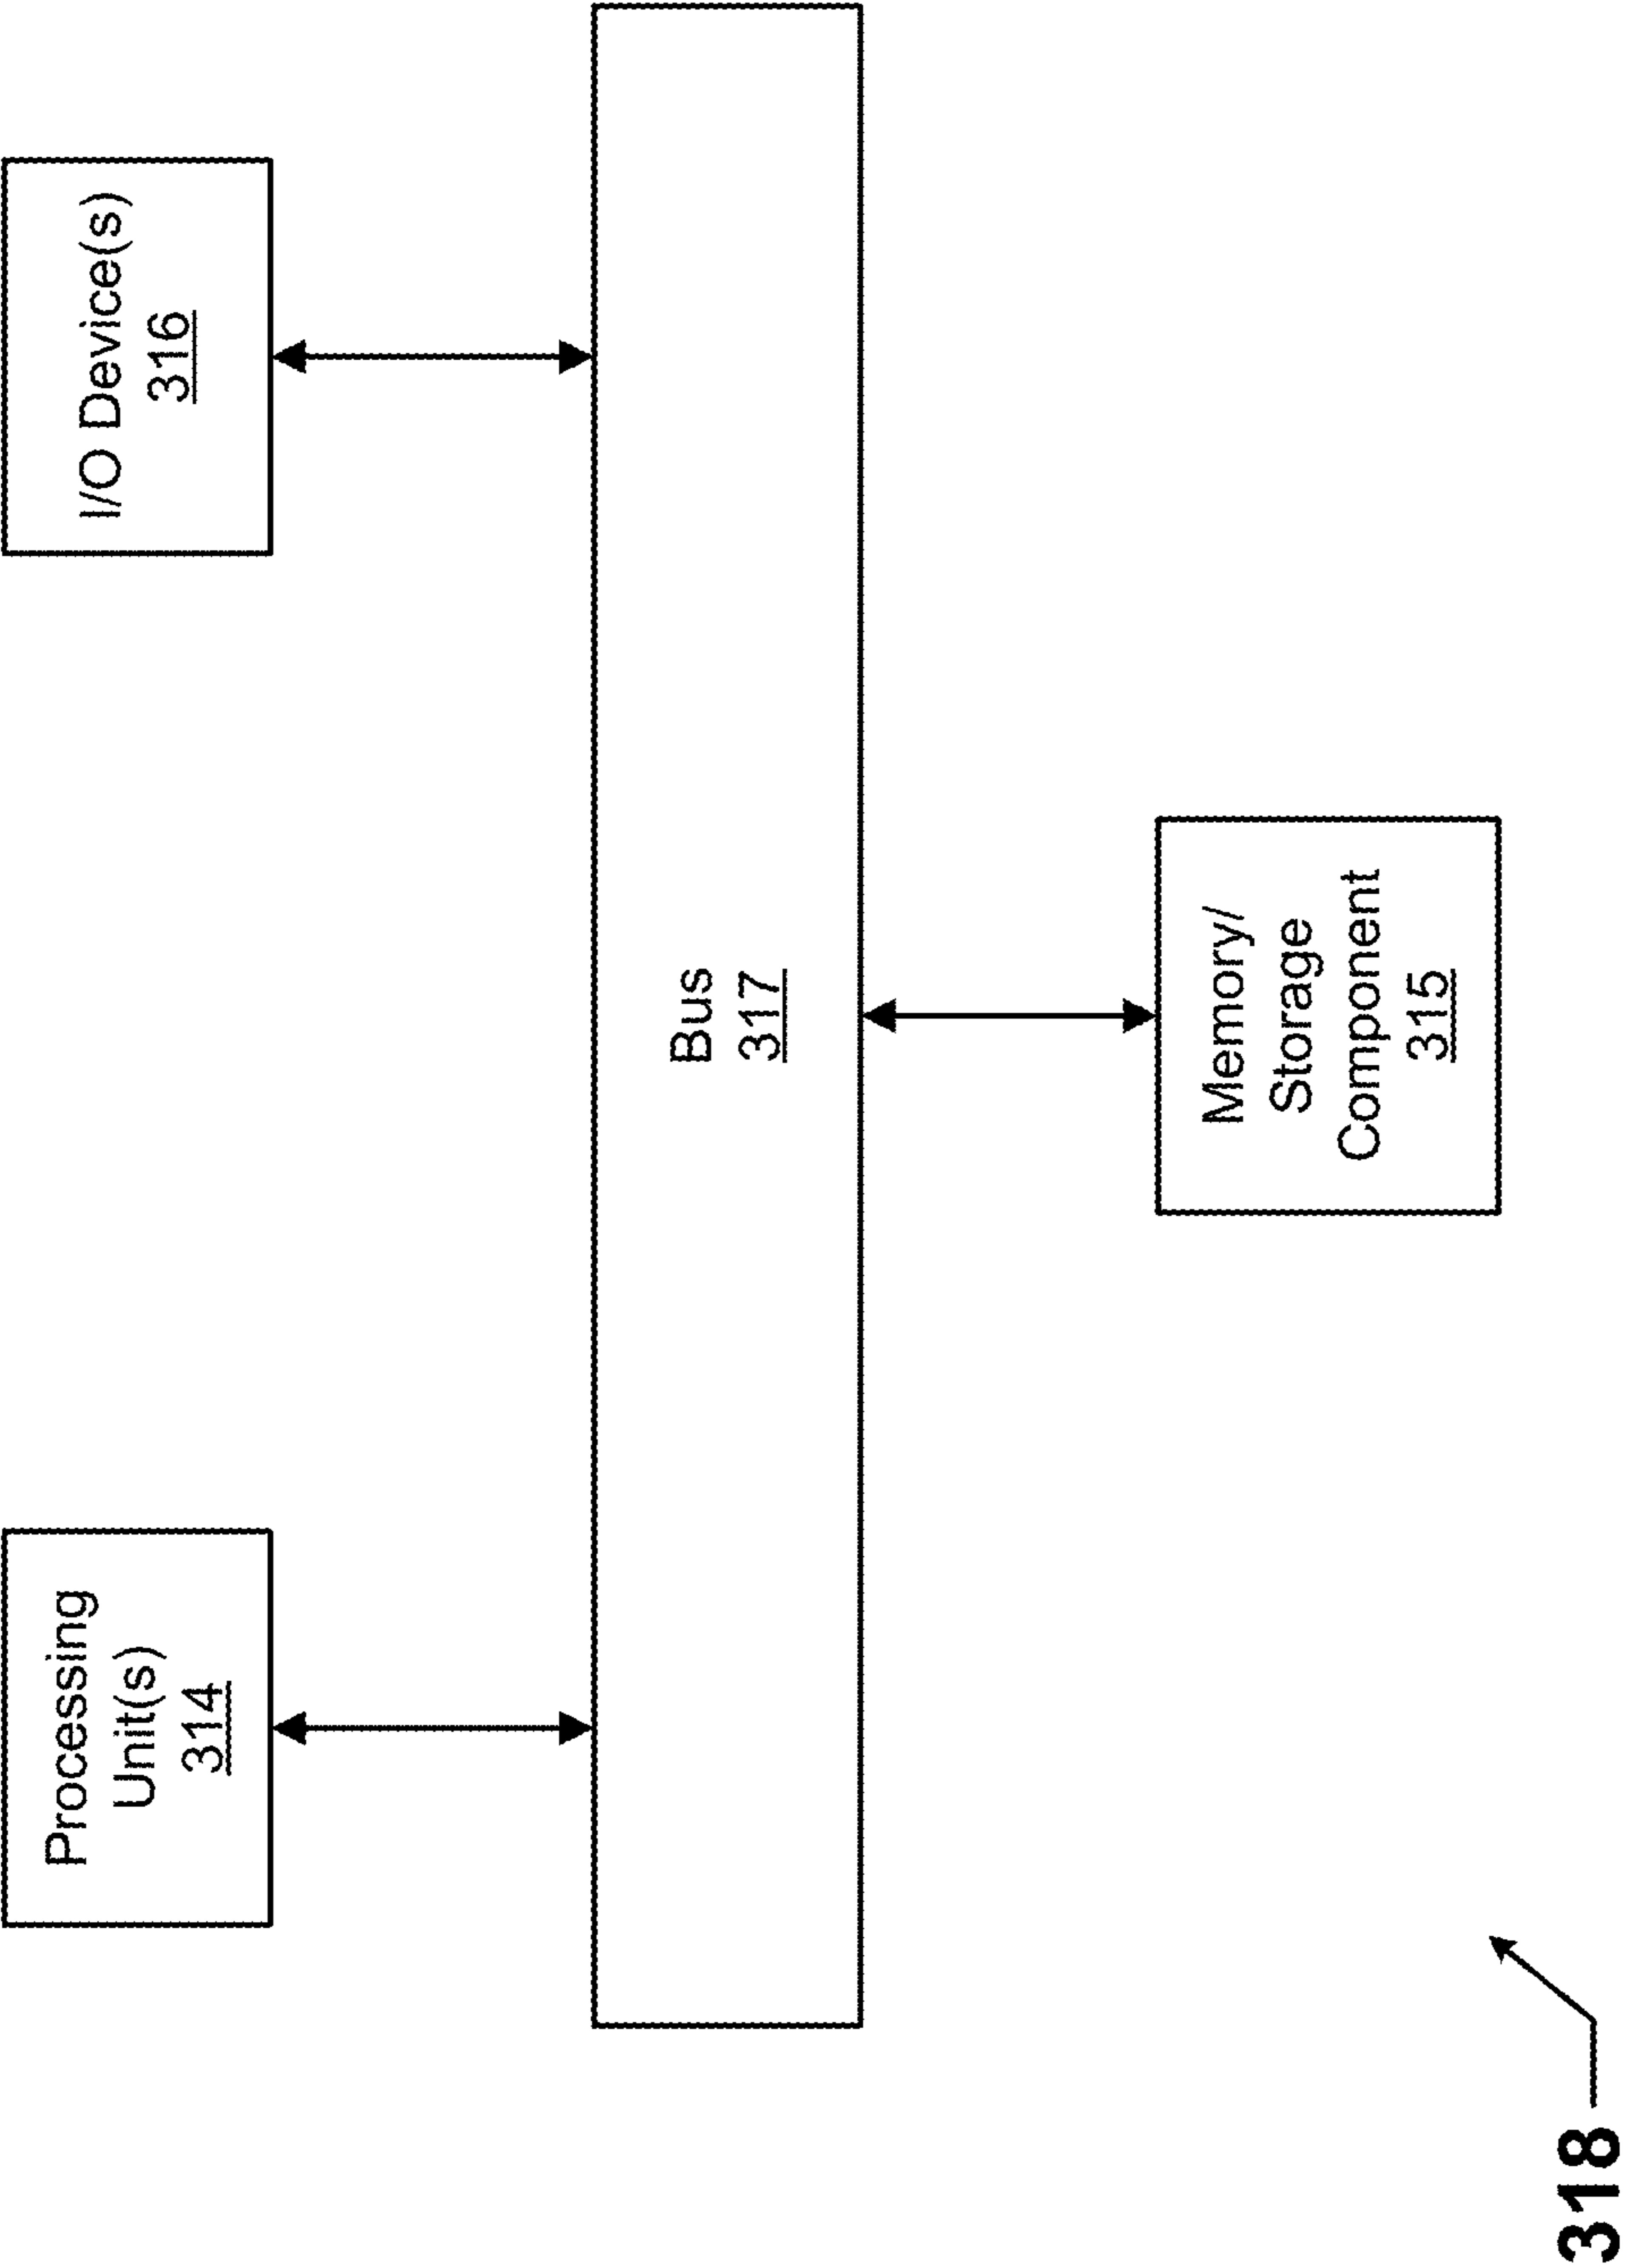 Processing
Unit(s)
314
I/O Device(s)
316
Bus
317
Memory/
Storage
Component
315
318